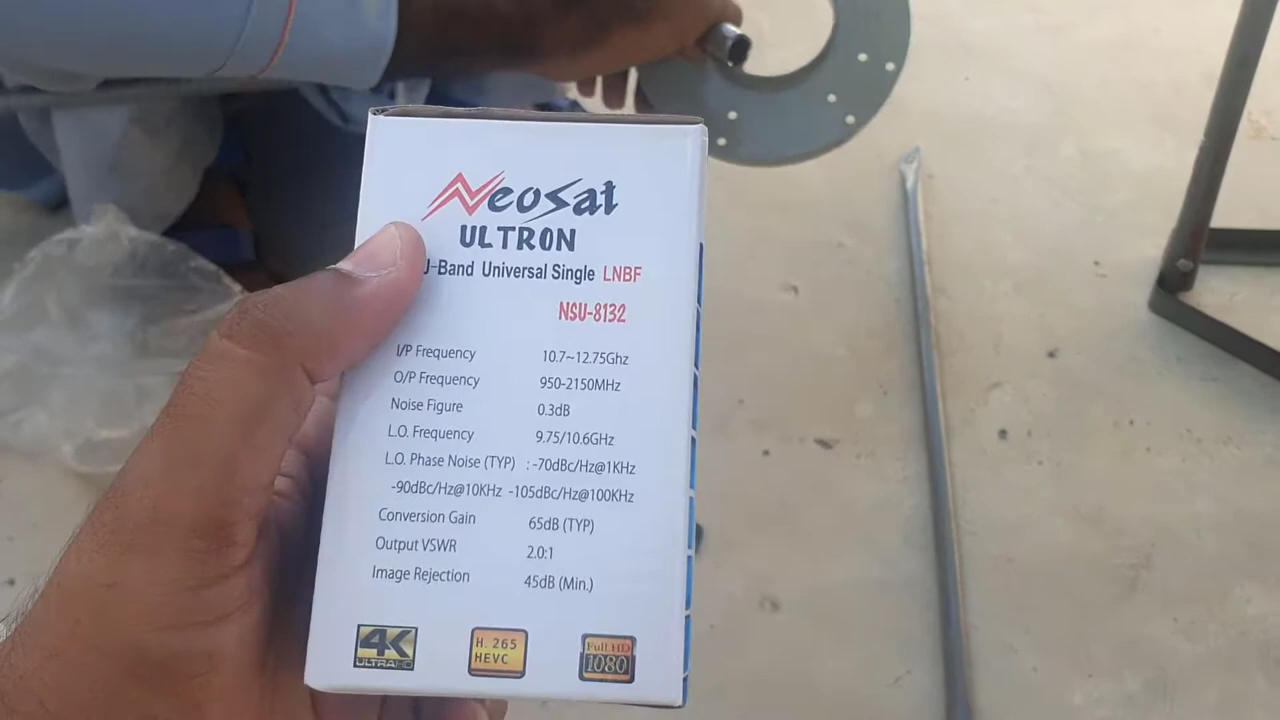 Neosat
ULTRON
-Band Universal Single LNBF
NSU-8132
I/P Frequency 10.7~12.75Ghz
O/P Frequency 950-2150MHz
Noise Figure 0.3dB
L.O. Frequency 9.75/10.6GHz
L.O. Phase Noise (TYP) : -70dBc/Hz@1KHz
-90dBc/Hz@10KHz -105dBc/Hz@100KHz
Conversion Gain 65dB (TYP)
Output VSWR 2.0:1
Image Rejection 45dB (Min.)
4K
ULTRA HD
H.265
HEVC
Full HD
1080